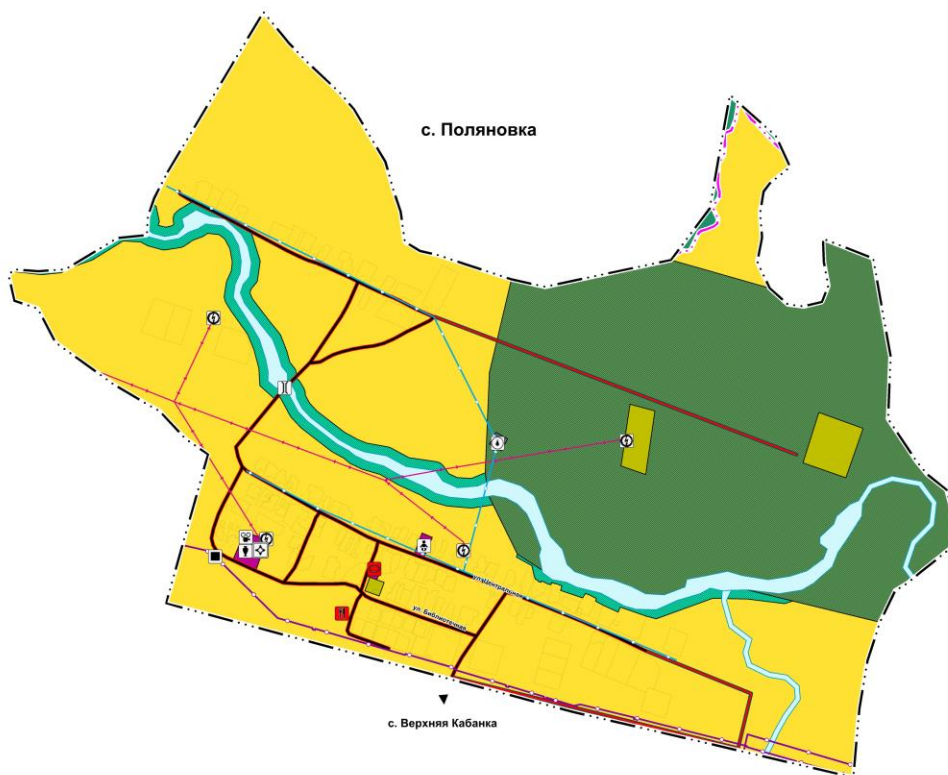 с. Поляновка
ул.Центральная
ул. Библиотечная
с. Верхняя Кабанка